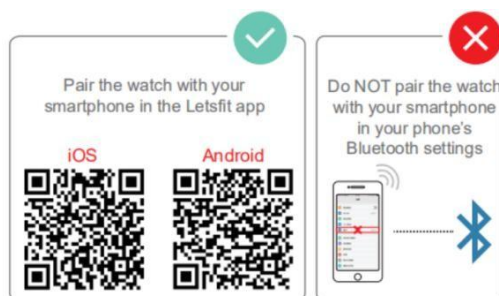 Pair the watch with your
smartphone in the Letsfit app
iOS
Android
Do NOT pair the watch
with your smartphone
in your phone's
Bluetooth settings